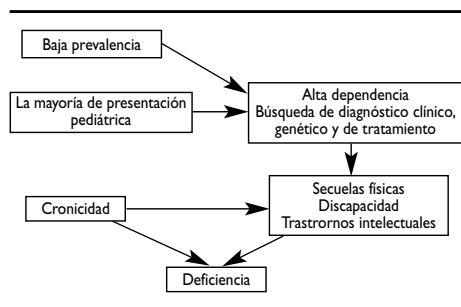 Baja prevalencia
La mayoría de presentación
pediátrica
Alta dependencia
Búsqueda de diagnóstico clínico,
genético y de tratamiento
Cronicidad
Secuelas físicas
Discapacidad
Trastrornos intelectuales
Deficiencia